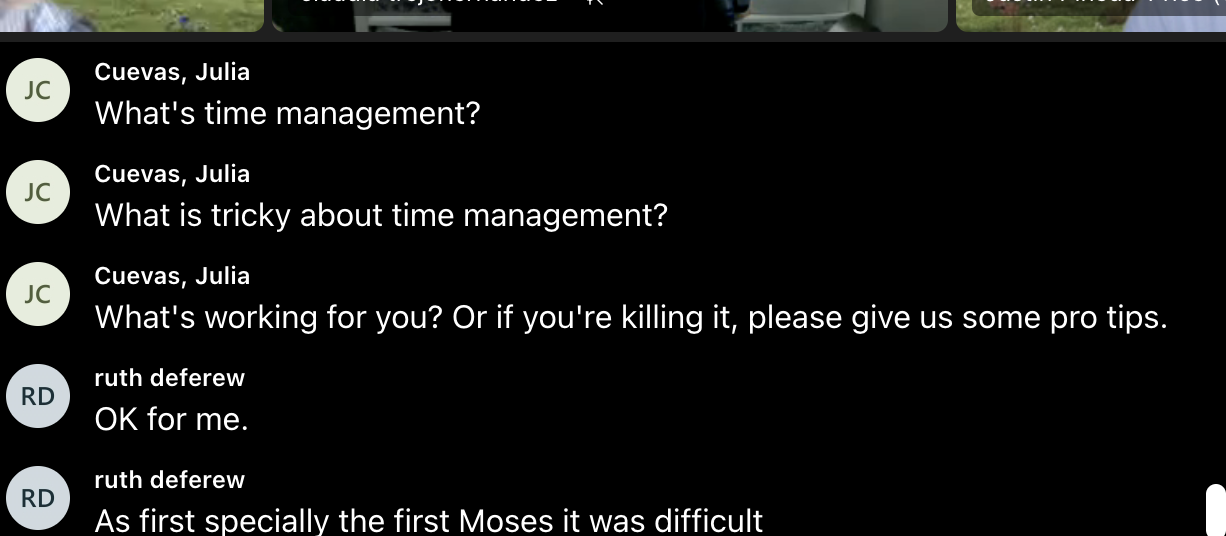 Cuevas, Julia
JC
What's time management?
Cuevas, Julia
JC
What is tricky about time management?
Cuevas, Julia
JC
What's working for you? Or if you're killing it, please give us some pro tips.
ruth deferew
RD
OK for me.
ruth deferew
RD
As first specially the first Moses it was difficult